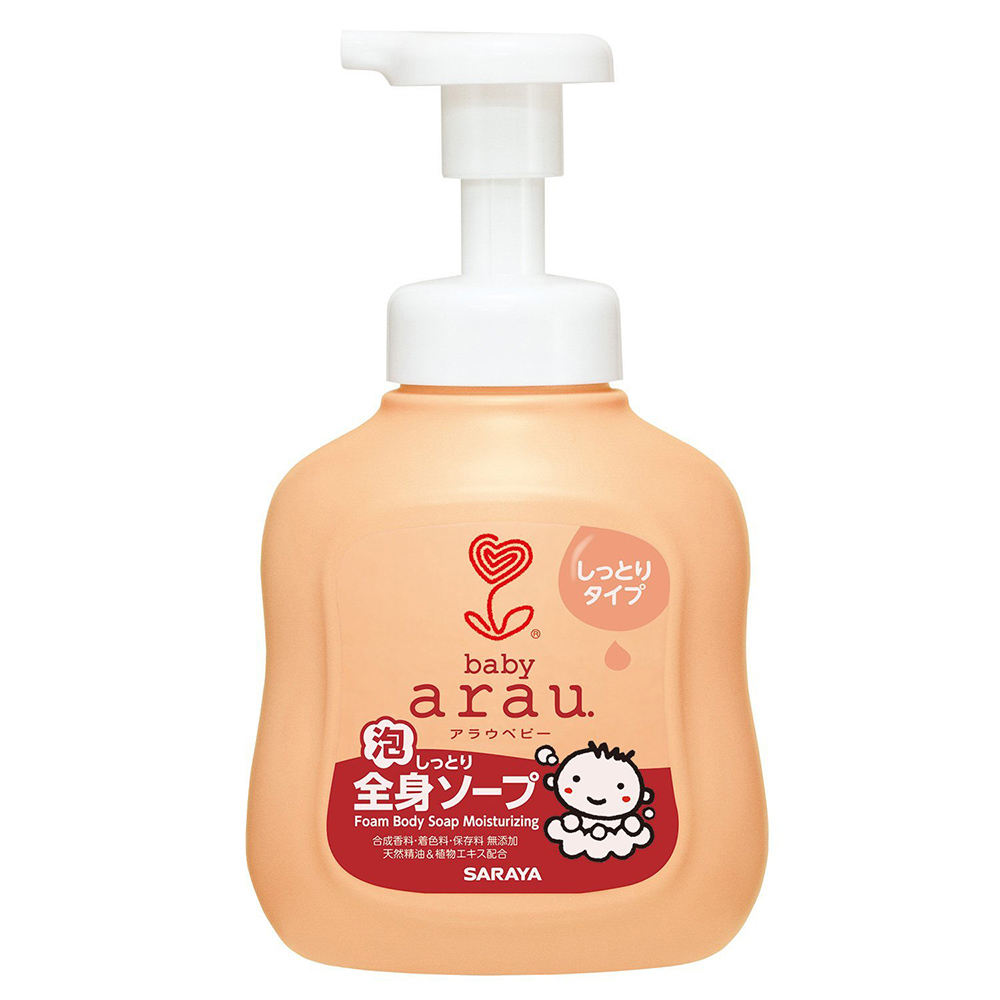 しっとり
タイプ
®
baby
arau.
アラウベビー
泡
しっとり
全身ソープ
Foam Body Soap Moisturizing
合成香料・着色料・保存料 無添加
天然精油&植物エキス配合
SARAYA